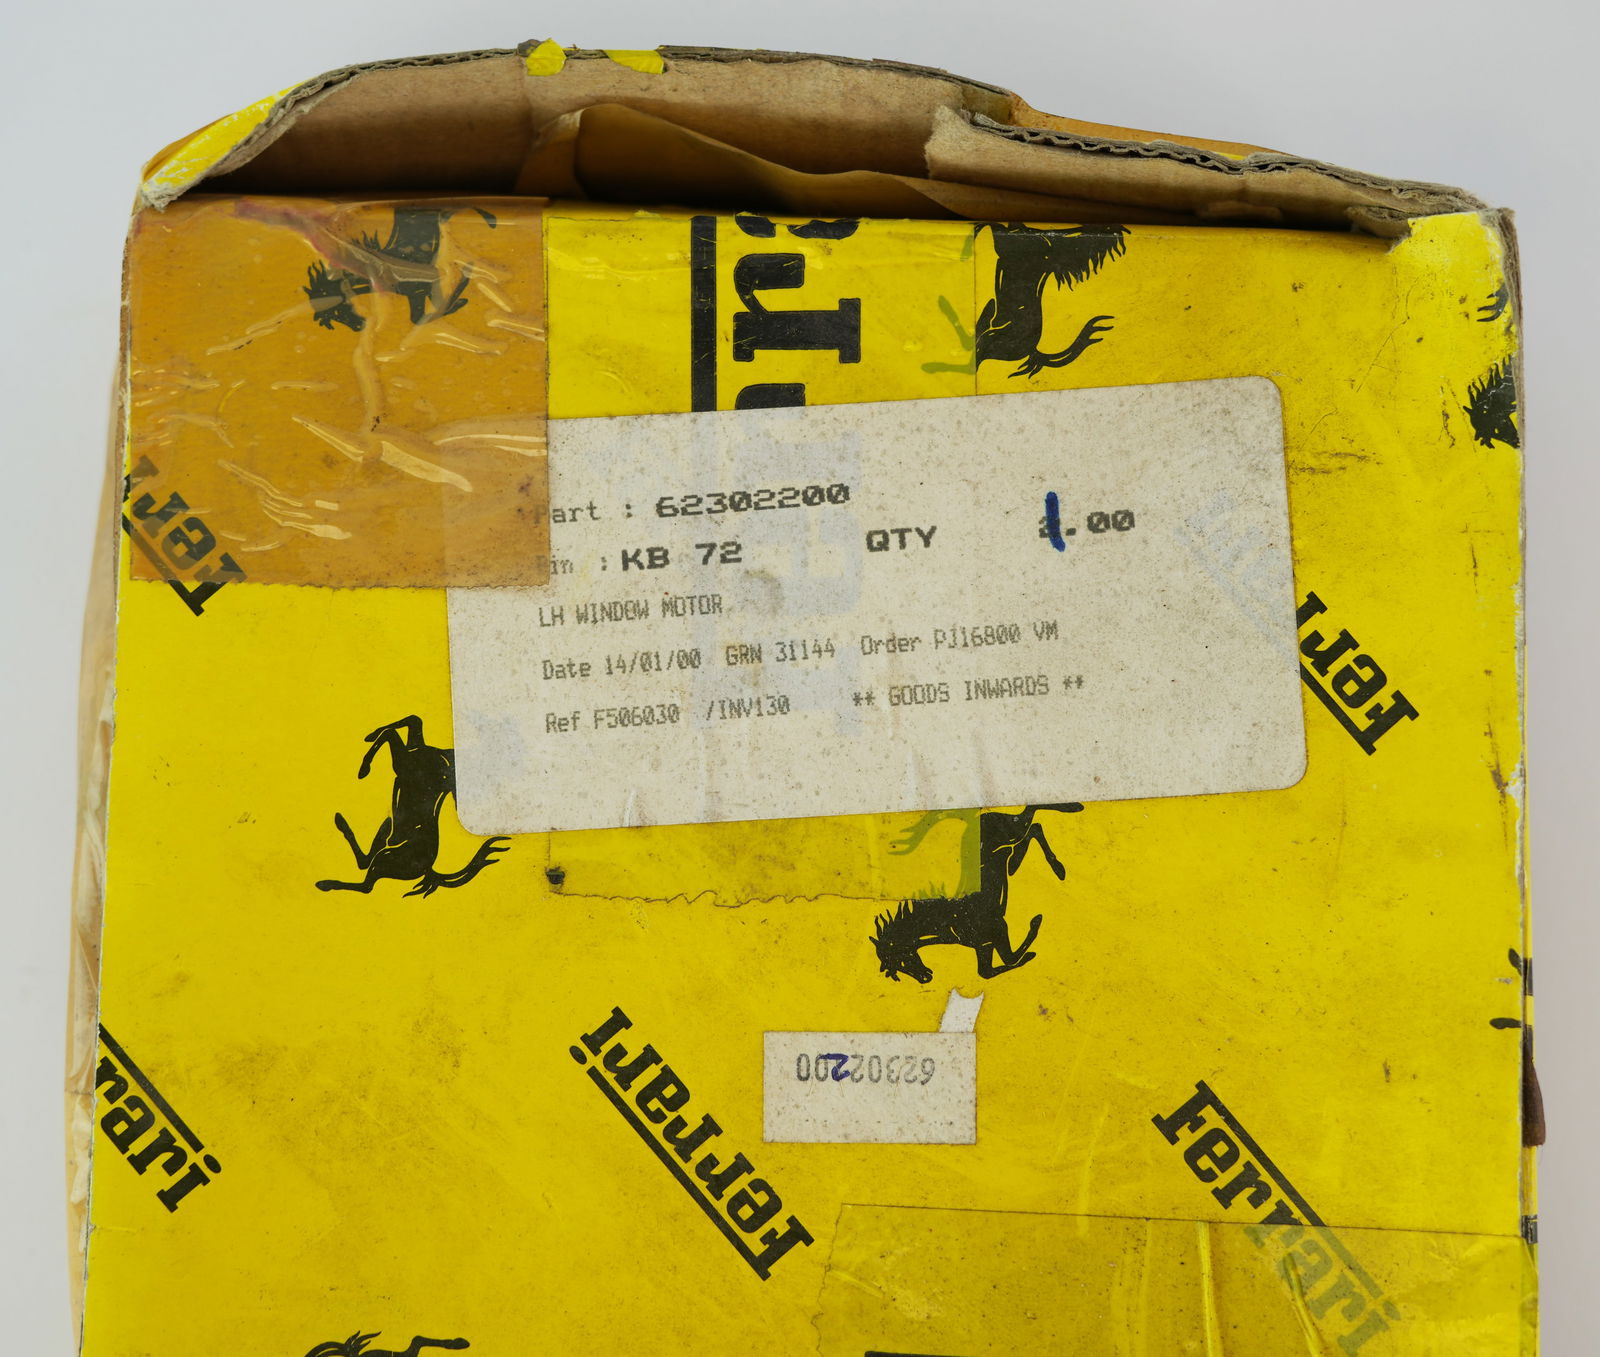 Part : 62302200
Bin : KB 72 QTY 1.00
LH WINDOW MOTOR
Date 14/01/00 GRN 31144 Order PJ16800 VM
Ref F506030 /INV130 ** GOODS INWARDS **
62302200
Ferrari
Ferrari
Ferrari
Ferrari
rrari